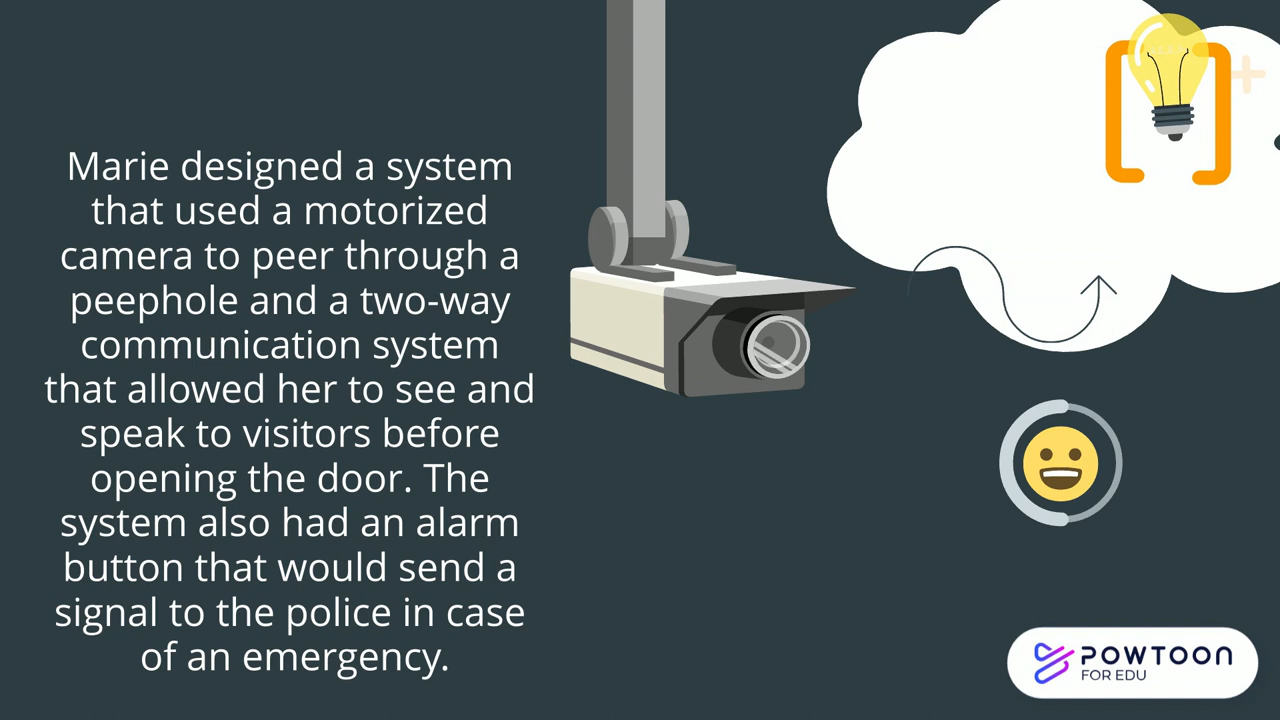 Marie designed a system
that used a motorized
camera to peer through a
peephole and a two-way
communication system
that allowed her to see and
speak to visitors before
opening the door. The
system also had an alarm
button that would send a
signal to the police in case
of an emergency.
POWTOON
FOR EDU